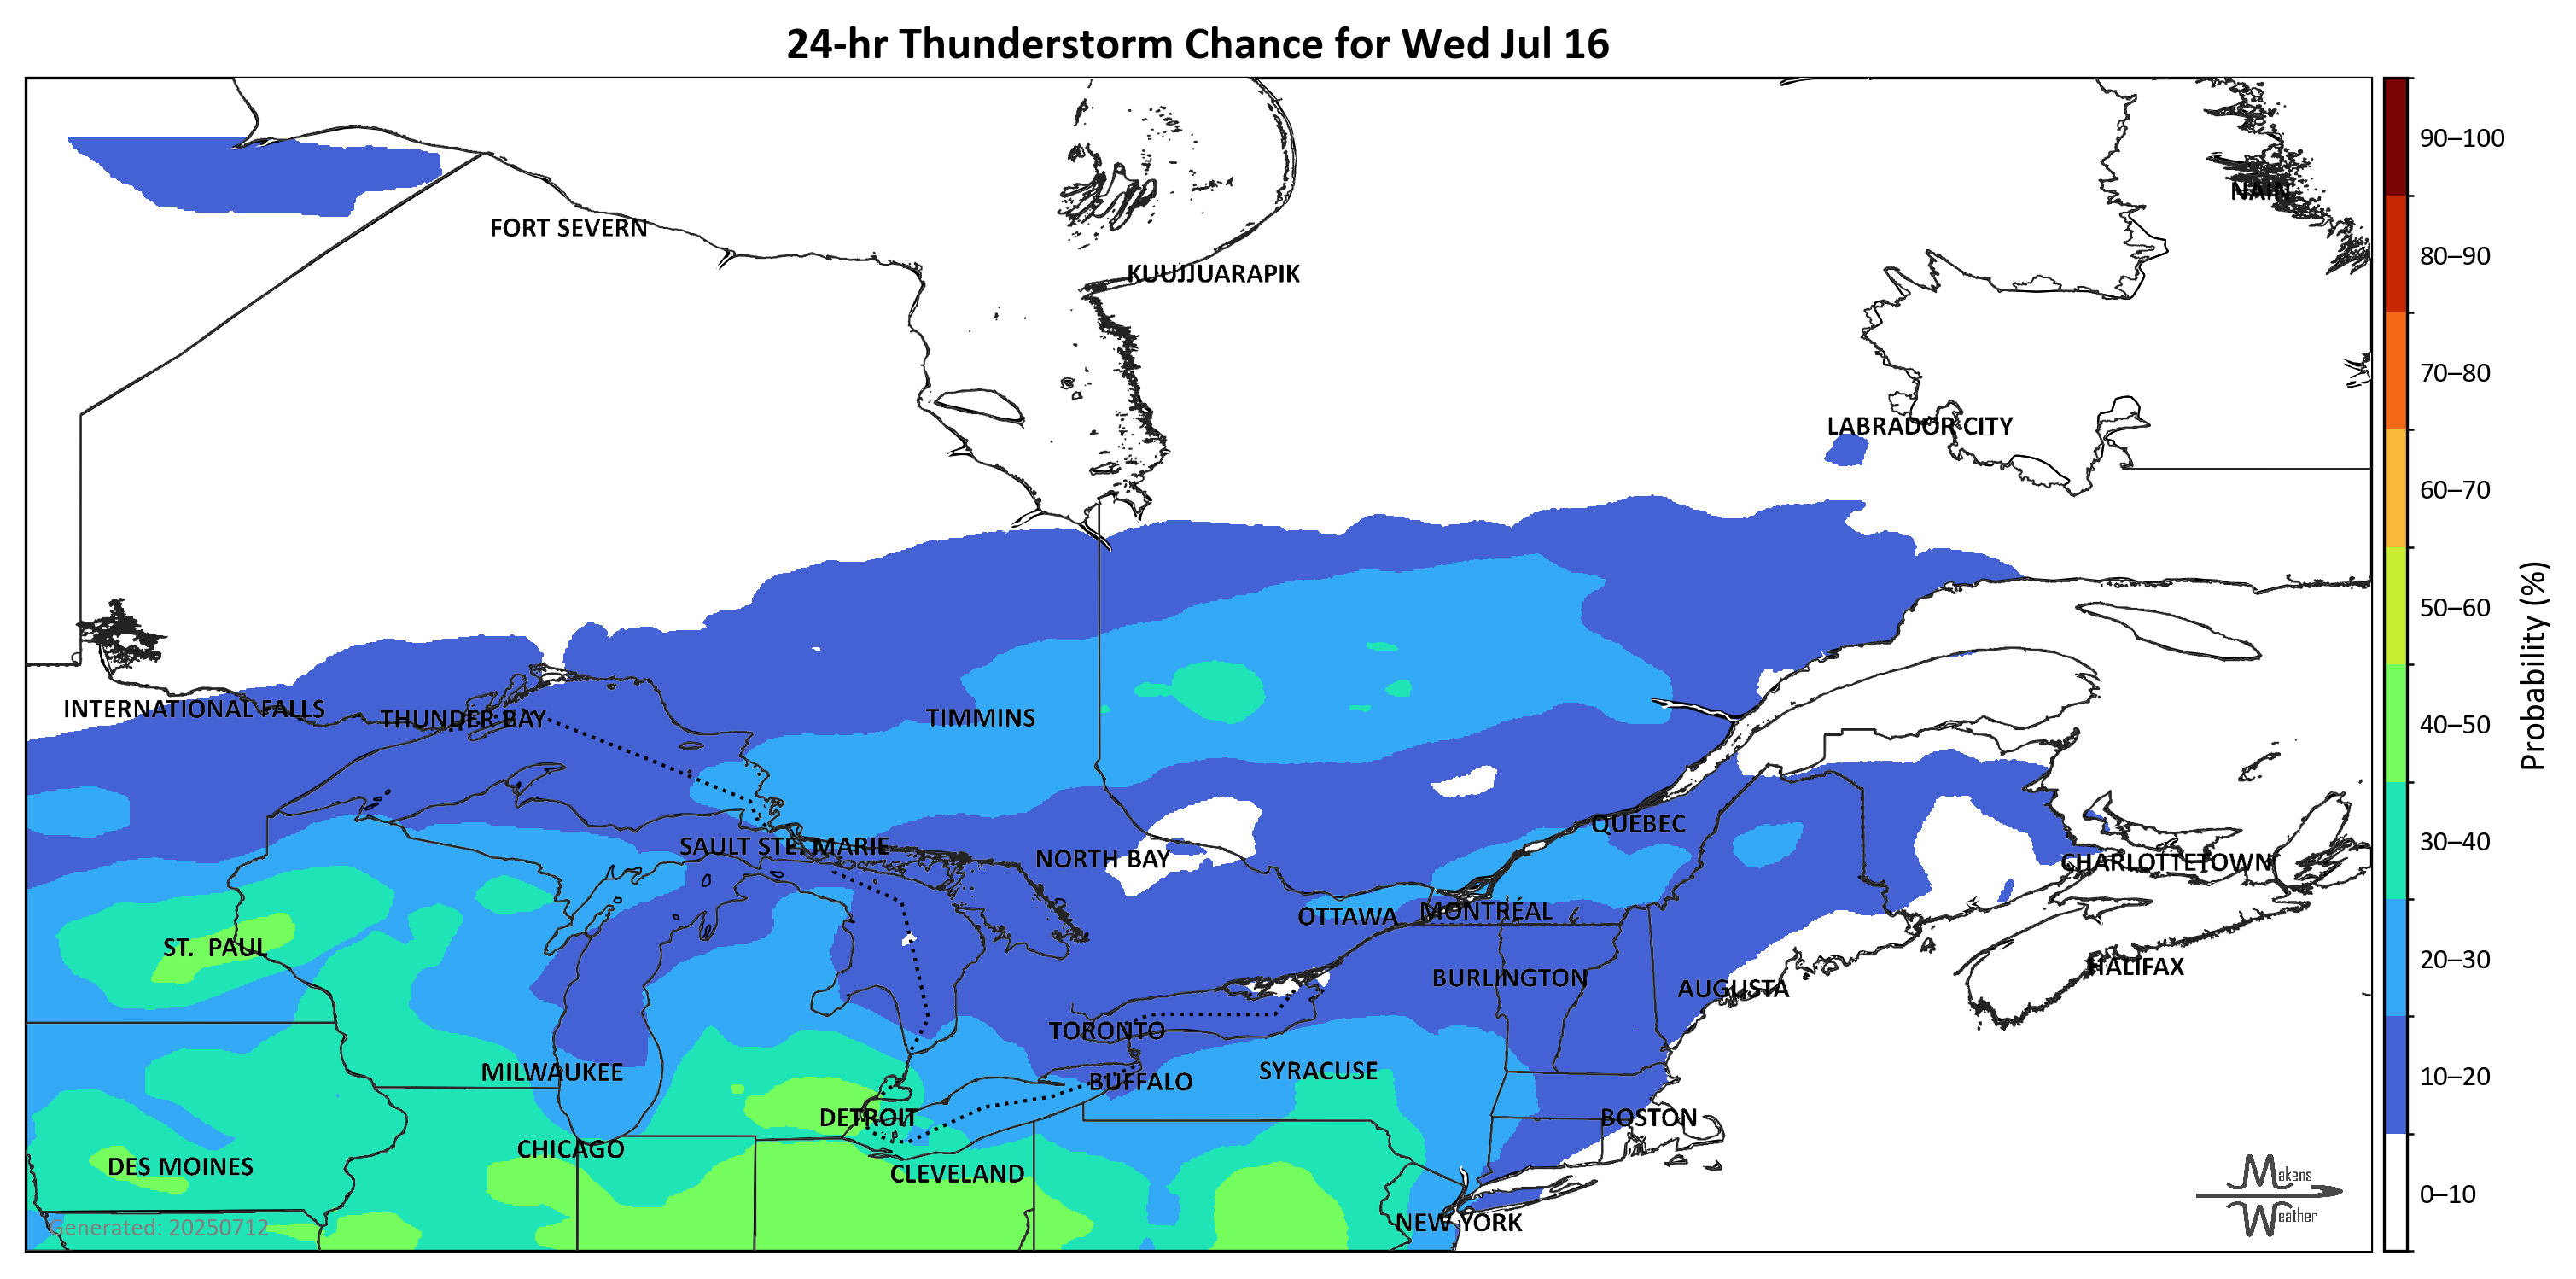 24-hr Thunderstorm Chance for Wed Jul 16
NAIN
FORT SEVERN
KUUJJUARAPIK
LABRADOR CITY
INTERNATIONAL FALLS
THUNDER BAY
TIMMINS
QUEBEC
SAULT STE. MARIE
NORTH BAY
CHARLOTTETOWN
OTTAWA
MONTRÉAL
ST. PAUL
HALIFAX
BURLINGTON
AUGUSTA
TORONTO
MILWAUKEE
BUFFALO
SYRACUSE
DETROIT
BOSTON
CHICAGO
DES MOINES
CLEVELAND
NEW YORK
Generated: 20250712
Makens
Weather
90–100
80–90
70–80
60–70
50–60
40–50
30–40
20–30
10–20
0–10
Probability (%)